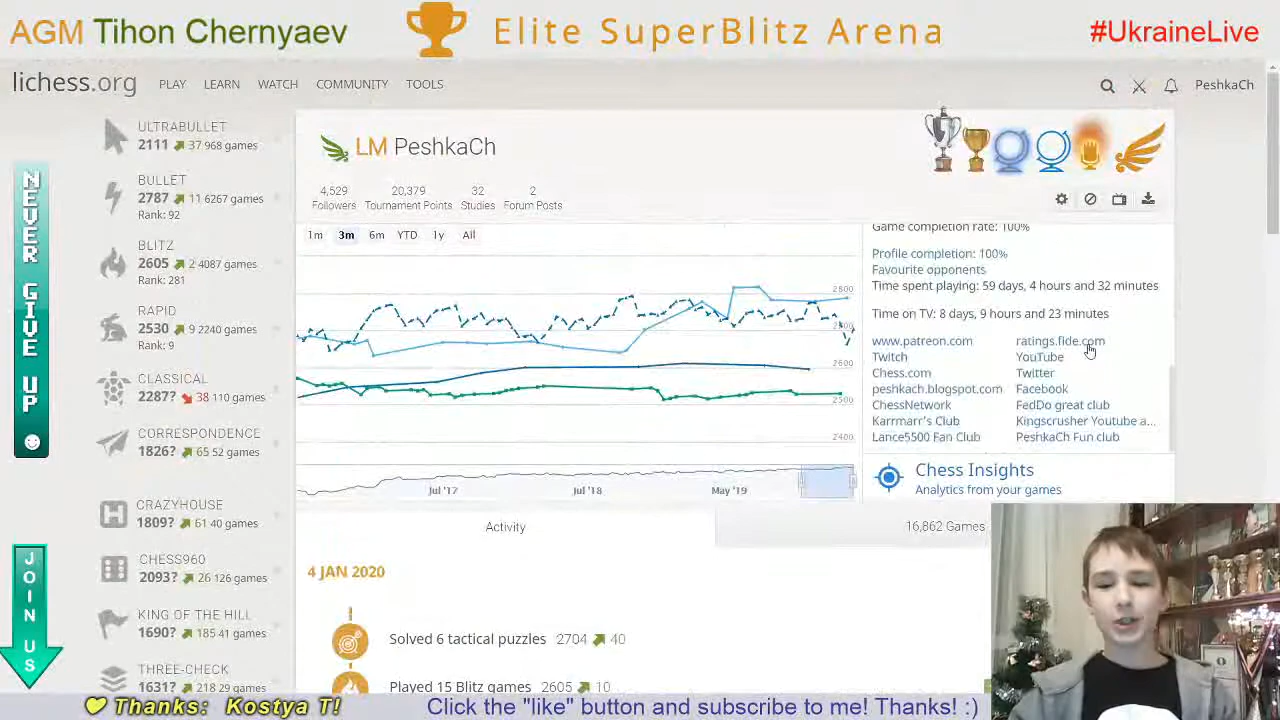 AGM Tihon Chernyaev
Elite SuperBlitz Arena
#UkraineLive
lichess.org
PLAY
LEARN
WATCH
COMMUNITY
TOOLS
PeshkaCh
NEVER GIVE UP
JOIN US
ULTRABULLET
2111 37 968 games
BULLET
2787 11 6267 games
Rank: 92
BLITZ
2605 2 4087 games
Rank: 281
RAPID
2530 9 2240 games
Rank: 9
CLASSICAL
2287? 38 110 games
CORRESPONDENCE
1826? 65 52 games
CRAZYHOUSE
1809? 61 40 games
CHESS960
2093? 26 126 games
KING OF THE HILL
1690? 185 41 games
THREE-CHECK
1631? 218 29 games
LM PeshkaCh
4,529 Followers
20,379 Tournament Points
32 Studies
2 Forum Posts
1m 3m 6m YTD 1y All
2800
2600
2500
2400
Jul '17
Jul '18
May '19
Game completion rate: 100%
Profile completion: 100%
Favourite opponents
Time spent playing: 59 days, 4 hours and 32 minutes
Time on TV: 8 days, 9 hours and 23 minutes
www.patreon.com ratings.fide.com
Twitch YouTube
Chess.com Twitter
peshkach.blogspot.com Facebook
ChessNetwork FedDo great club
Karrmarr's Club Kingscrusher Youtube a...
Lance5500 Fan Club PeshkaCh Fun club
Chess Insights
Analytics from your games
Activity
16,862 Games
4 JAN 2020
Solved 6 tactical puzzles 2704 40
Played 15 Blitz games 2605 10
Thanks: Kostya T!
Click the "like" button and subscribe to me! Thanks! :)